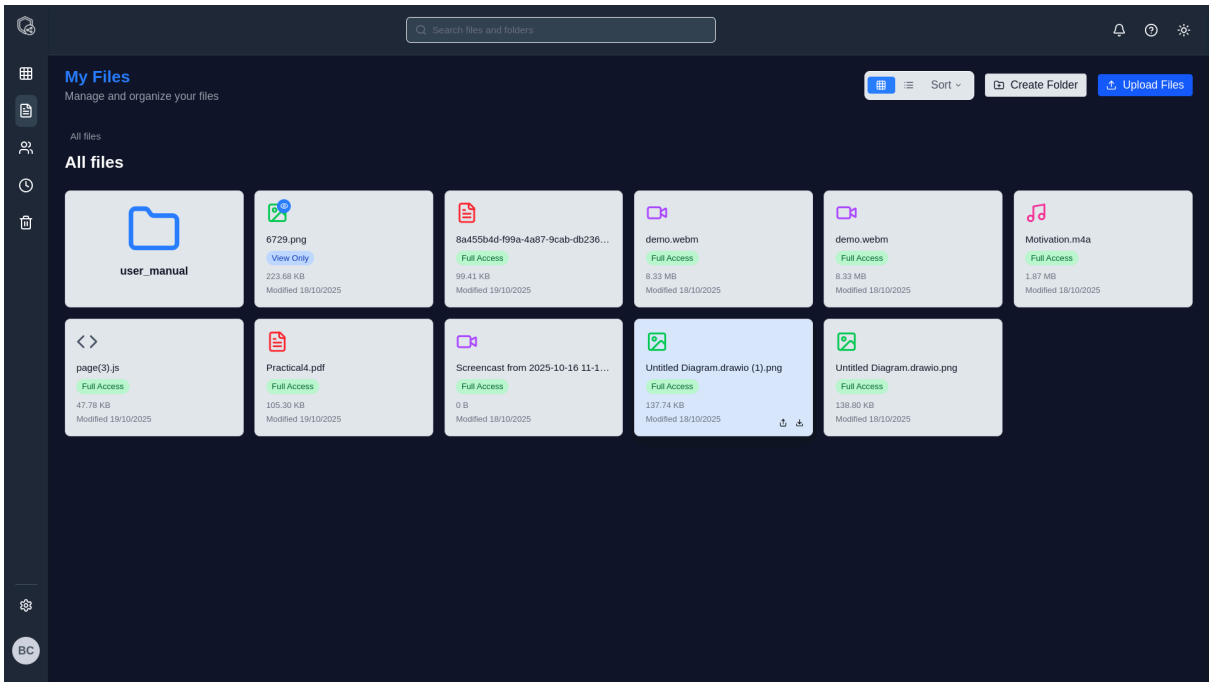 Search files and folders
My Files
Manage and organize your files
Sort
Create Folder
Upload Files
All files
All files
user_manual
6729.png
View Only
223.68 KB
Modified 18/10/2025
8a455b4d-f99a-4a87-9cab-db236...
Full Access
99.41 KB
Modified 19/10/2025
demo.webm
Full Access
8.33 MB
Modified 18/10/2025
demo.webm
Full Access
8.33 MB
Modified 18/10/2025
Motivation.m4a
Full Access
1.87 MB
Modified 18/10/2025
page(3).js
Full Access
47.78 KB
Modified 19/10/2025
Practical4.pdf
Full Access
105.30 KB
Modified 19/10/2025
Screencast from 2025-10-16 11-1...
Full Access
0 B
Modified 18/10/2025
Untitled Diagram.drawio (1).png
Full Access
137.74 KB
Modified 18/10/2025
Untitled Diagram.drawio.png
Full Access
138.80 KB
Modified 18/10/2025
BC